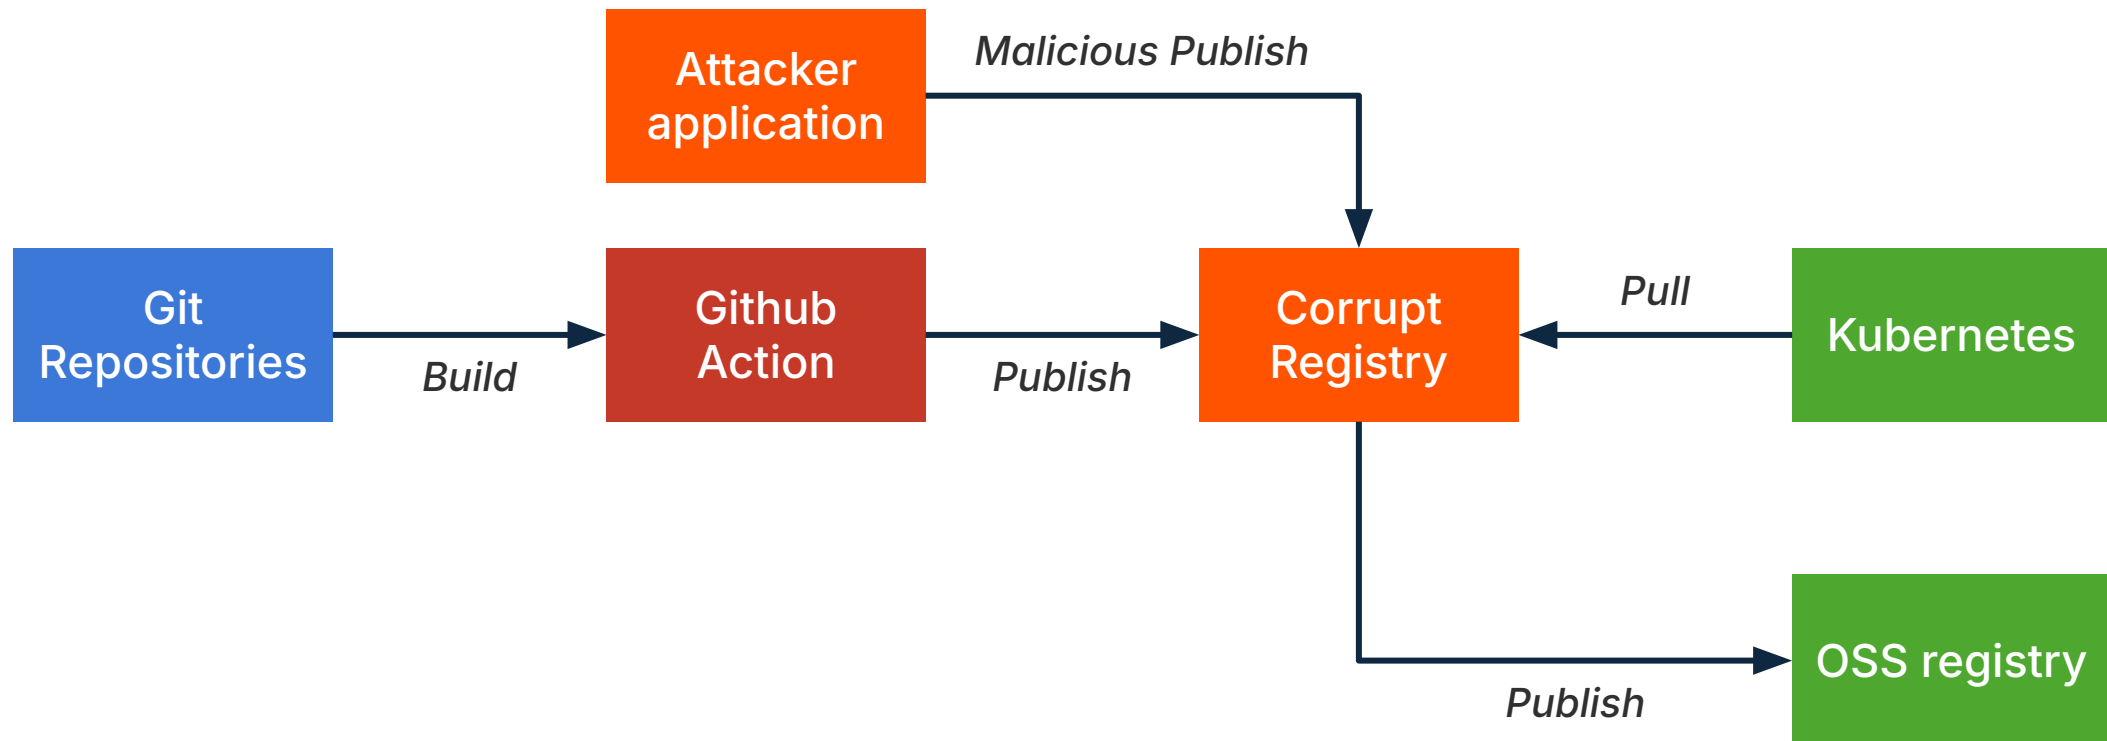 Attacker
application
Malicious Publish
Git
Repositories
Build
Github
Action
Publish
Corrupt
Registry
Pull
Kubernetes
Publish
OSS registry